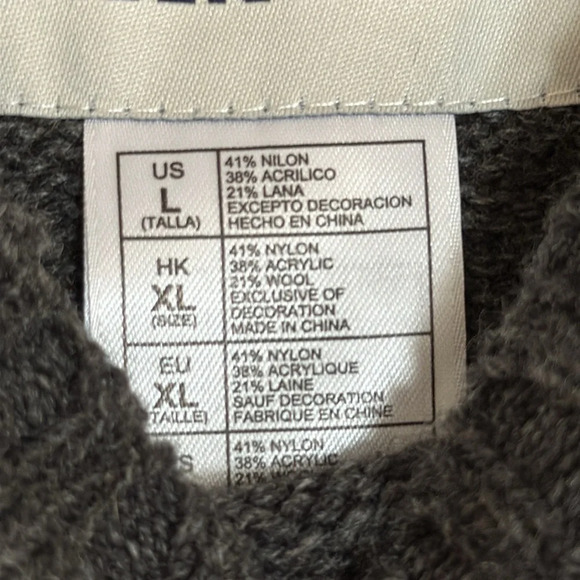 US
L
(TALLA)
41% NILON
38% ACRILICO
21% LANA
EXCEPTO DECORACION
HECHO EN CHINA
HK
XL
(SIZE)
41% NYLON
38% ACRYLIC
21% WOOL
EXCLUSIVE OF
DECORATION
MADE IN CHINA
EU
XL
(TAILLE)
41% NYLON
38% ACRYLIQUE
21% LAINE
SAUF DECORATION
FABRIQUE EN CHINE
41% NYLON
38% ACRYLIC
21%